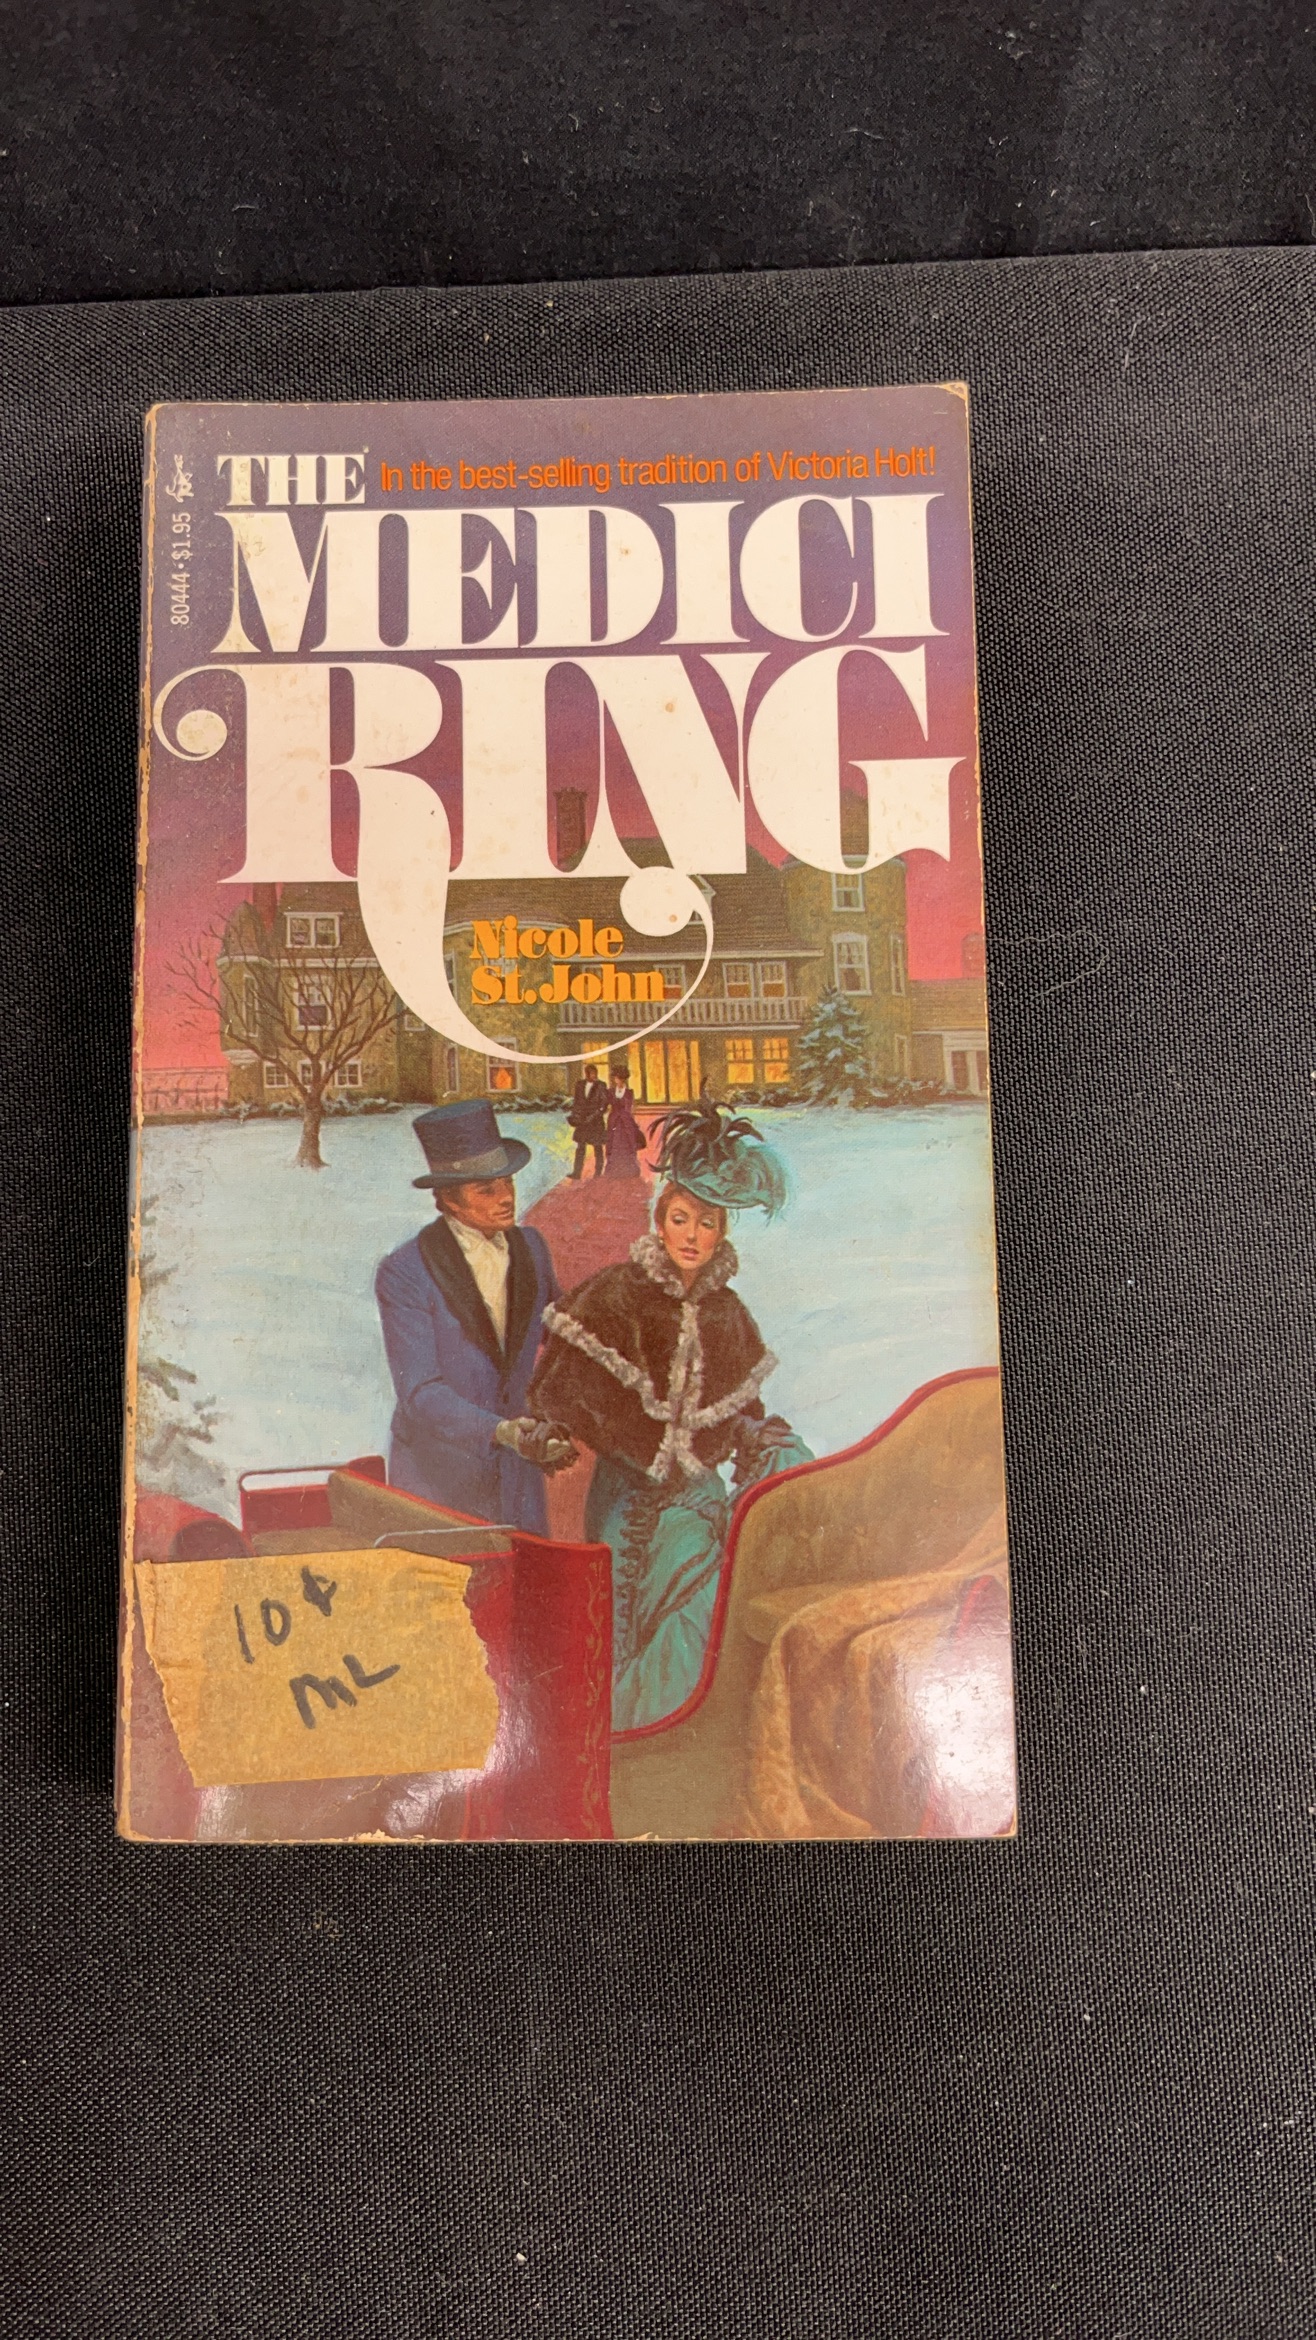 THE
In the best-selling tradition of Victoria Holt!
MEDICI
RING
80444 • $1.95
Nicole
St. John
10¢
ML